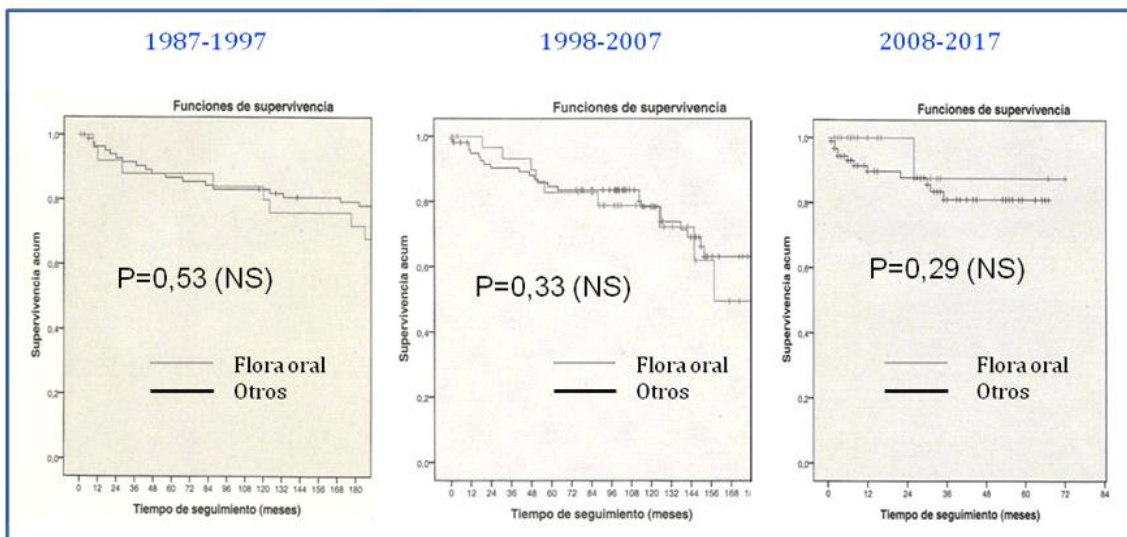 1987-1997
Funciones de supervivencia
Supervivencia acum
1,0
0,8
0,6
0,4
0,2
0,0
P=0,53 (NS)
Flora oral
Otros
0 12 24 36 48 60 72 84 96 108 120 132 144 156 168 180
Tiempo de seguimiento (meses)
1998-2007
Funciones de supervivencia
Supervivencia acum
1,0
0,8
0,6
0,4
0,2
0,0
P=0,33 (NS)
Flora oral
Otros
0 12 24 36 48 60 72 84 96 108 120 132 144 156 168 18
Tiempo de seguimiento (meses)
2008-2017
Funciones de supervivencia
Supervivencia acum
1,0
0,8
0,6
0,4
0,2
0,0
P=0,29 (NS)
Flora oral
Otros
0 12 24 36 48 60 72 84
Tiempo de seguimiento (meses)